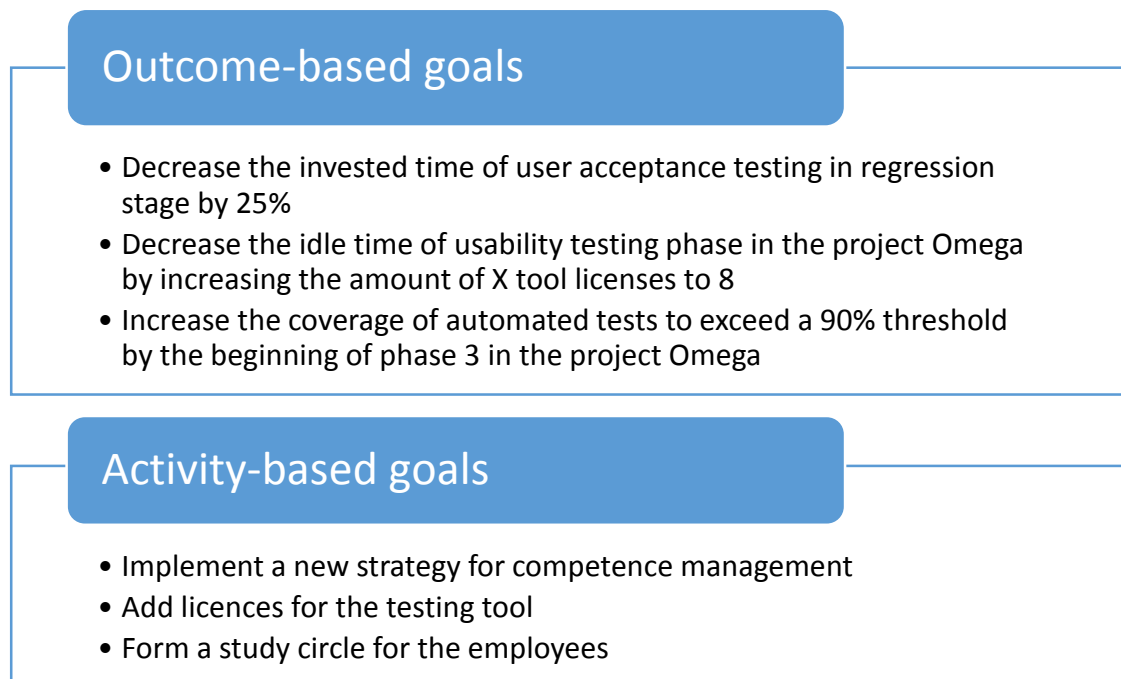 Outcome-based goals
• Decrease the invested time of user acceptance testing in regression
stage by 25%
• Decrease the idle time of usability testing phase in the project Omega
by increasing the amount of X tool licenses to 8
• Increase the coverage of automated tests to exceed a 90% threshold
by the beginning of phase 3 in the project Omega
Activity-based goals
• Implement a new strategy for competence management
• Add licences for the testing tool
• Form a study circle for the employees